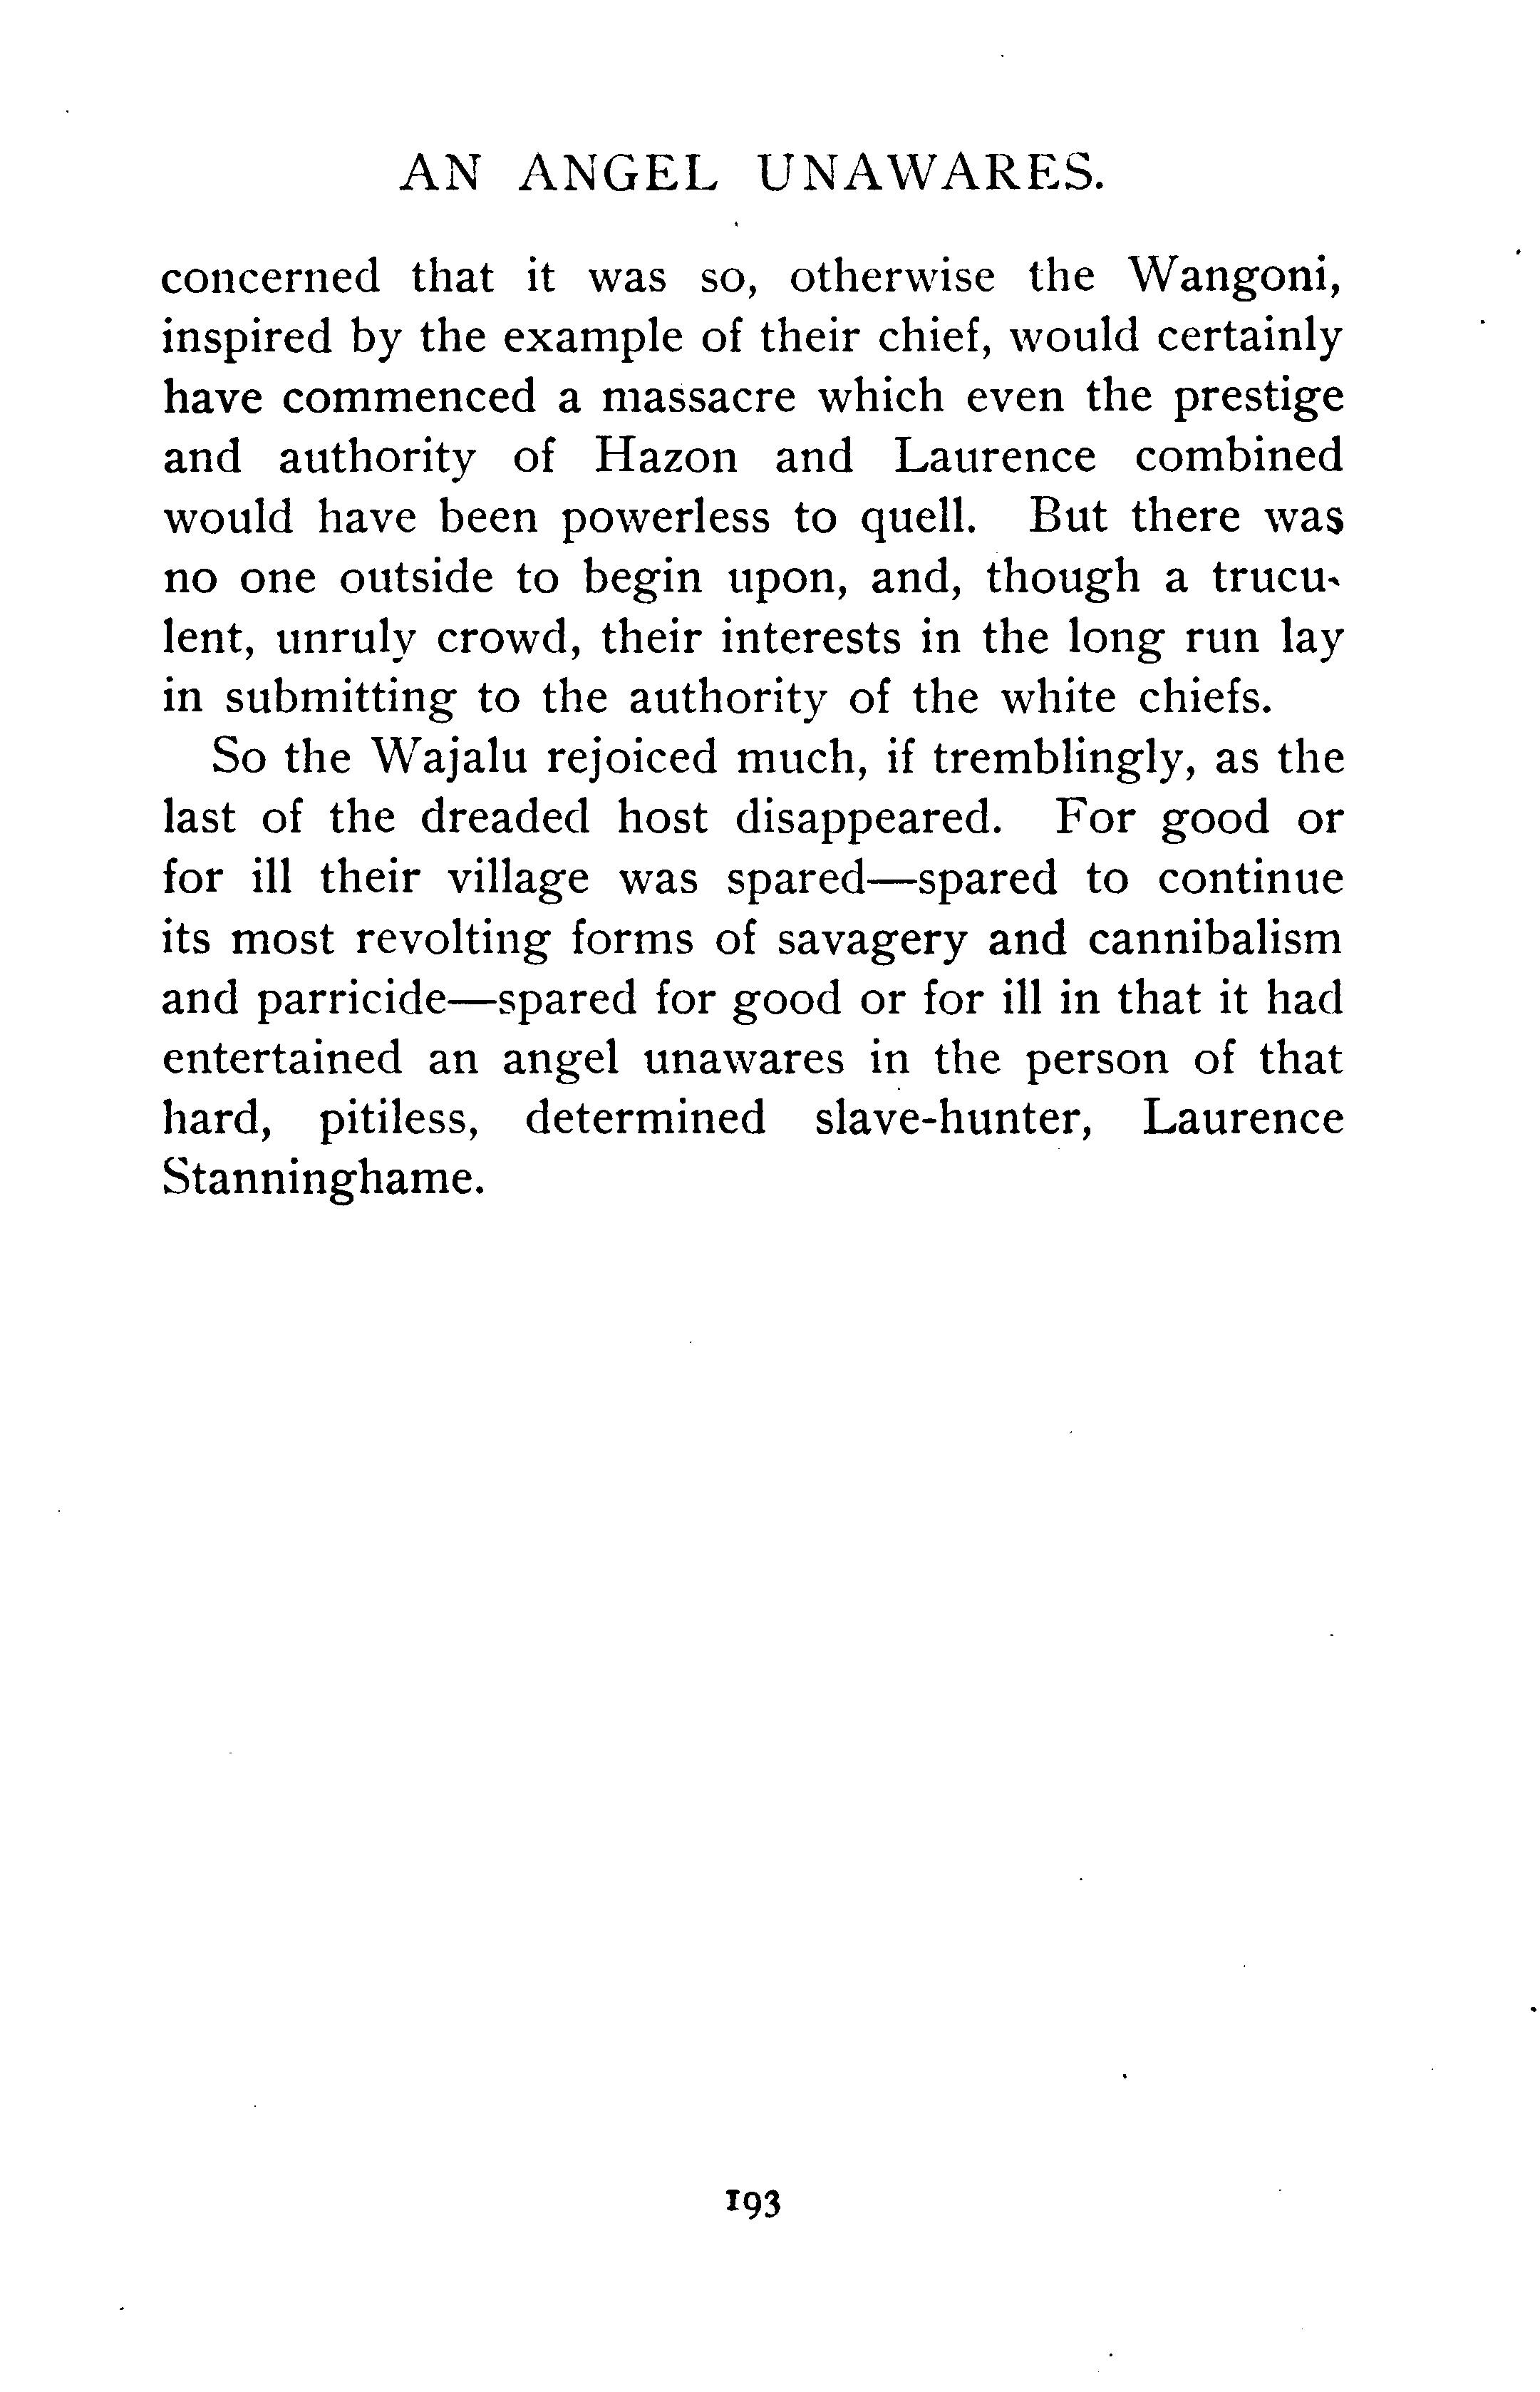 AN ANGEL UNAWARES.
concerned that it was so, otherwise the Wangoni,
inspired by the example of their chief, would certainly
have commenced a massacre which even the prestige
and authority of Hazon and Laurence combined
would have been powerless to quell. But there was
no one outside to begin upon, and, though a trucu-
lent, unruly crowd, their interests in the long run lay
in submitting to the authority of the white chiefs.
So the Wajalu rejoiced much, if tremblingly, as the
last of the dreaded host disappeared. For good or
for ill their village was spared—spared to continue
its most revolting forms of savagery and cannibalism
and parricide—spared for good or for ill in that it had
entertained an angel unawares in the person of that
hard, pitiless, determined slave-hunter, Laurence
Stanninghame.
193